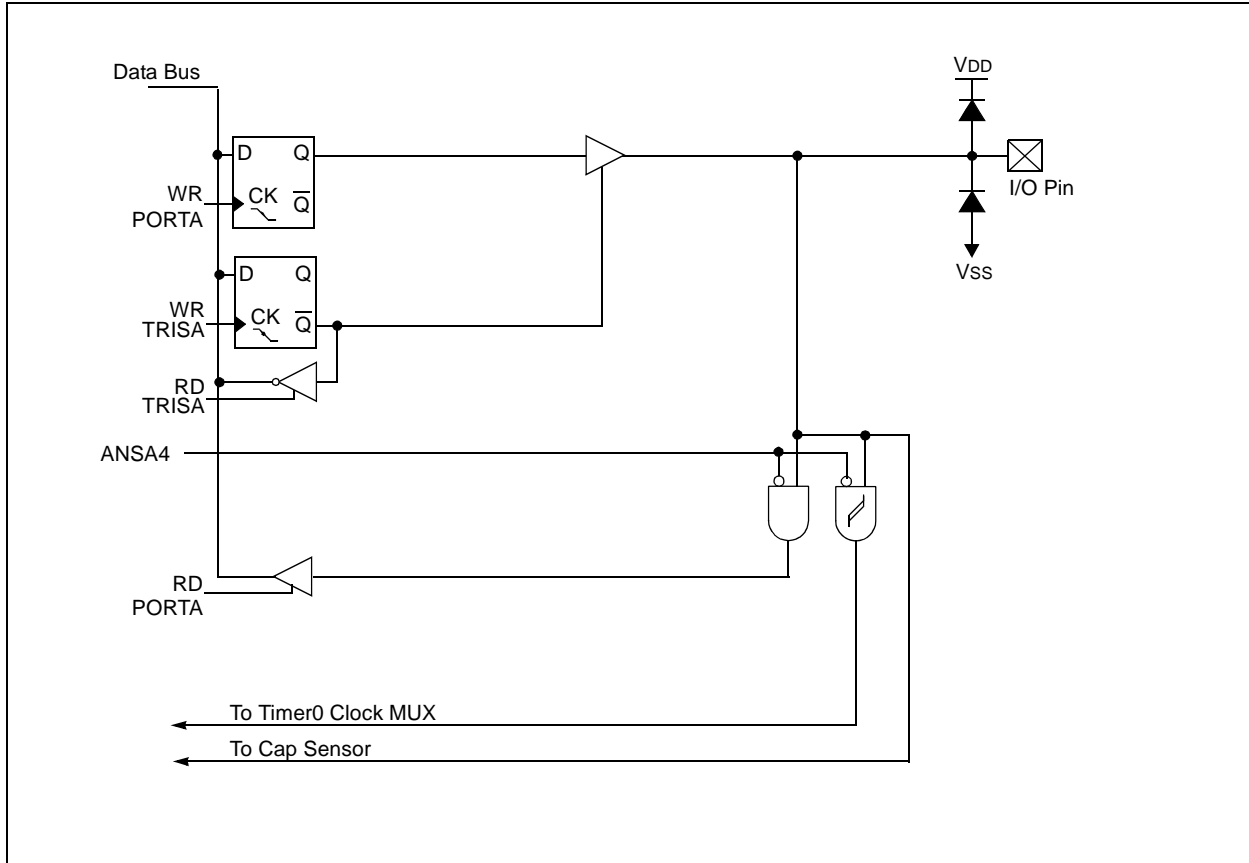 Data Bus
VDD
D Q
I/O Pin
WR
PORTA
CK Q
D Q
VSS
WR
TRISA
CK Q
RD
TRISA
ANSA4
RD
PORTA
To Timer0 Clock MUX
To Cap Sensor